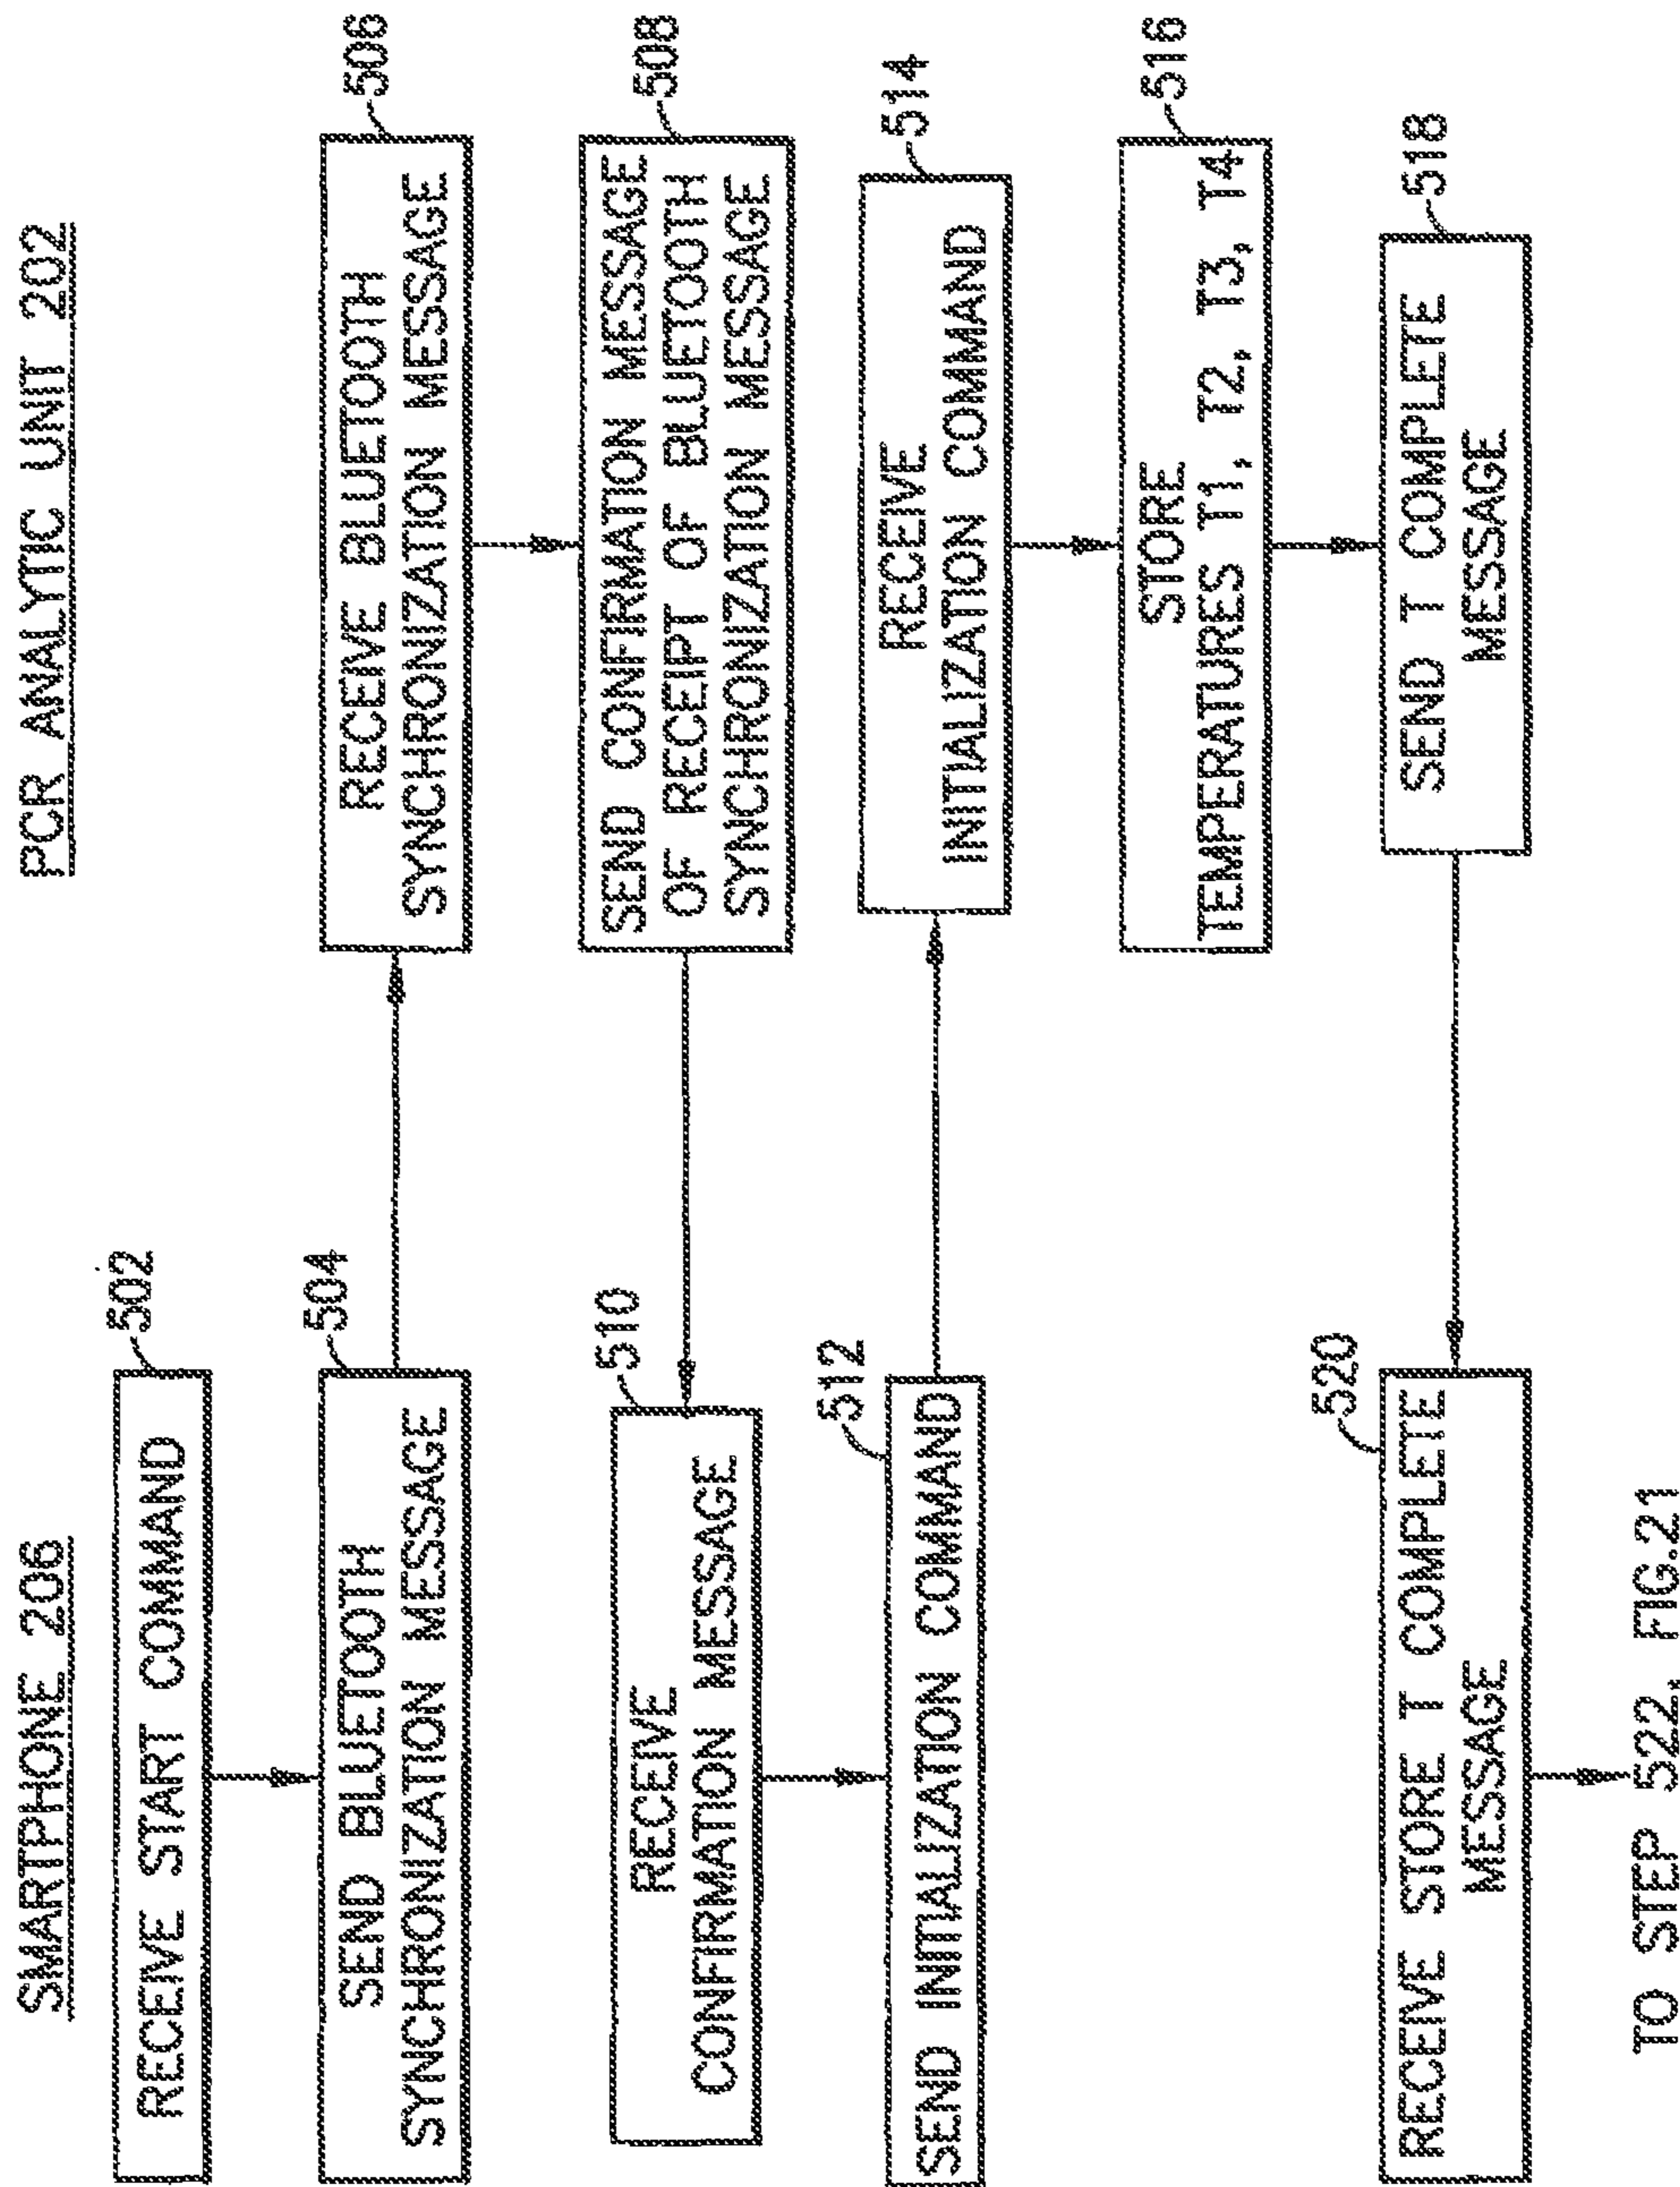 SMARTPHONE 206
PCR ANALYTIC UNIT 202
502
RECEIVE START COMMAND
504
SEND BLUETOOTH
SYNCHRONIZATION MESSAGE
506
RECEIVE BLUETOOTH
SYNCHRONIZATION MESSAGE
508
SEND CONFIRMATION MESSAGE
OF RECEIPT OF BLUETOOTH
SYNCHRONIZATION MESSAGE
510
RECEIVE
CONFIRMATION MESSAGE
512
SEND INITIALIZATION COMMAND
514
RECEIVE
INITIALIZATION COMMAND
516
STORE
TEMPERATURES T1, T2, T3, T4
518
SEND T COMPLETE
MESSAGE
520
RECEIVE STORE T COMPLETE
MESSAGE
TO STEP 522, FIG.21